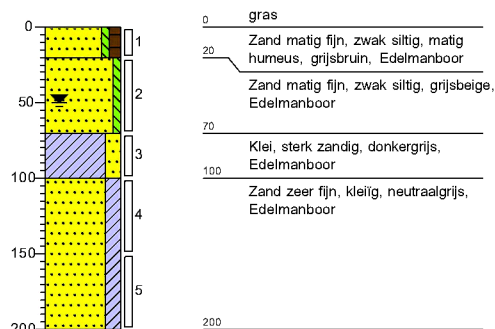 0
50
100
150
200
1
2
3
4
5
0 gras
Zand matig fijn, zwak siltig, matig
humeus, grijsbruin, Edelmanboor
20
Zand matig fijn, zwak siltig, grijsbeige,
Edelmanboor
70
Klei, sterk zandig, donkergrijs,
Edelmanboor
100
Zand zeer fijn, kleiïg, neutraalgrijs,
Edelmanboor
200